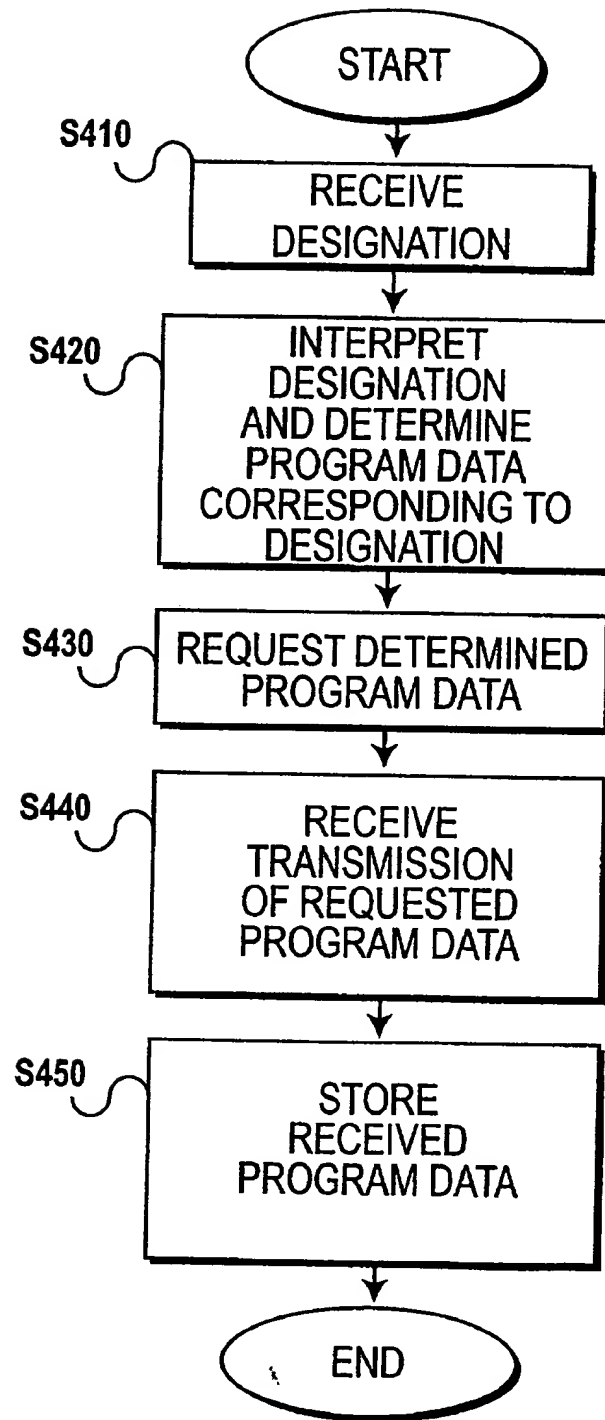 START
S410
RECEIVE
DESIGNATION
S420
INTERPRET
DESIGNATION
AND DETERMINE
PROGRAM DATA
CORRESPONDING TO
DESIGNATION
S430
REQUEST DETERMINED
PROGRAM DATA
S440
RECEIVE
TRANSMISSION
OF REQUESTED
PROGRAM DATA
S450
STORE
RECEIVED
PROGRAM DATA
END